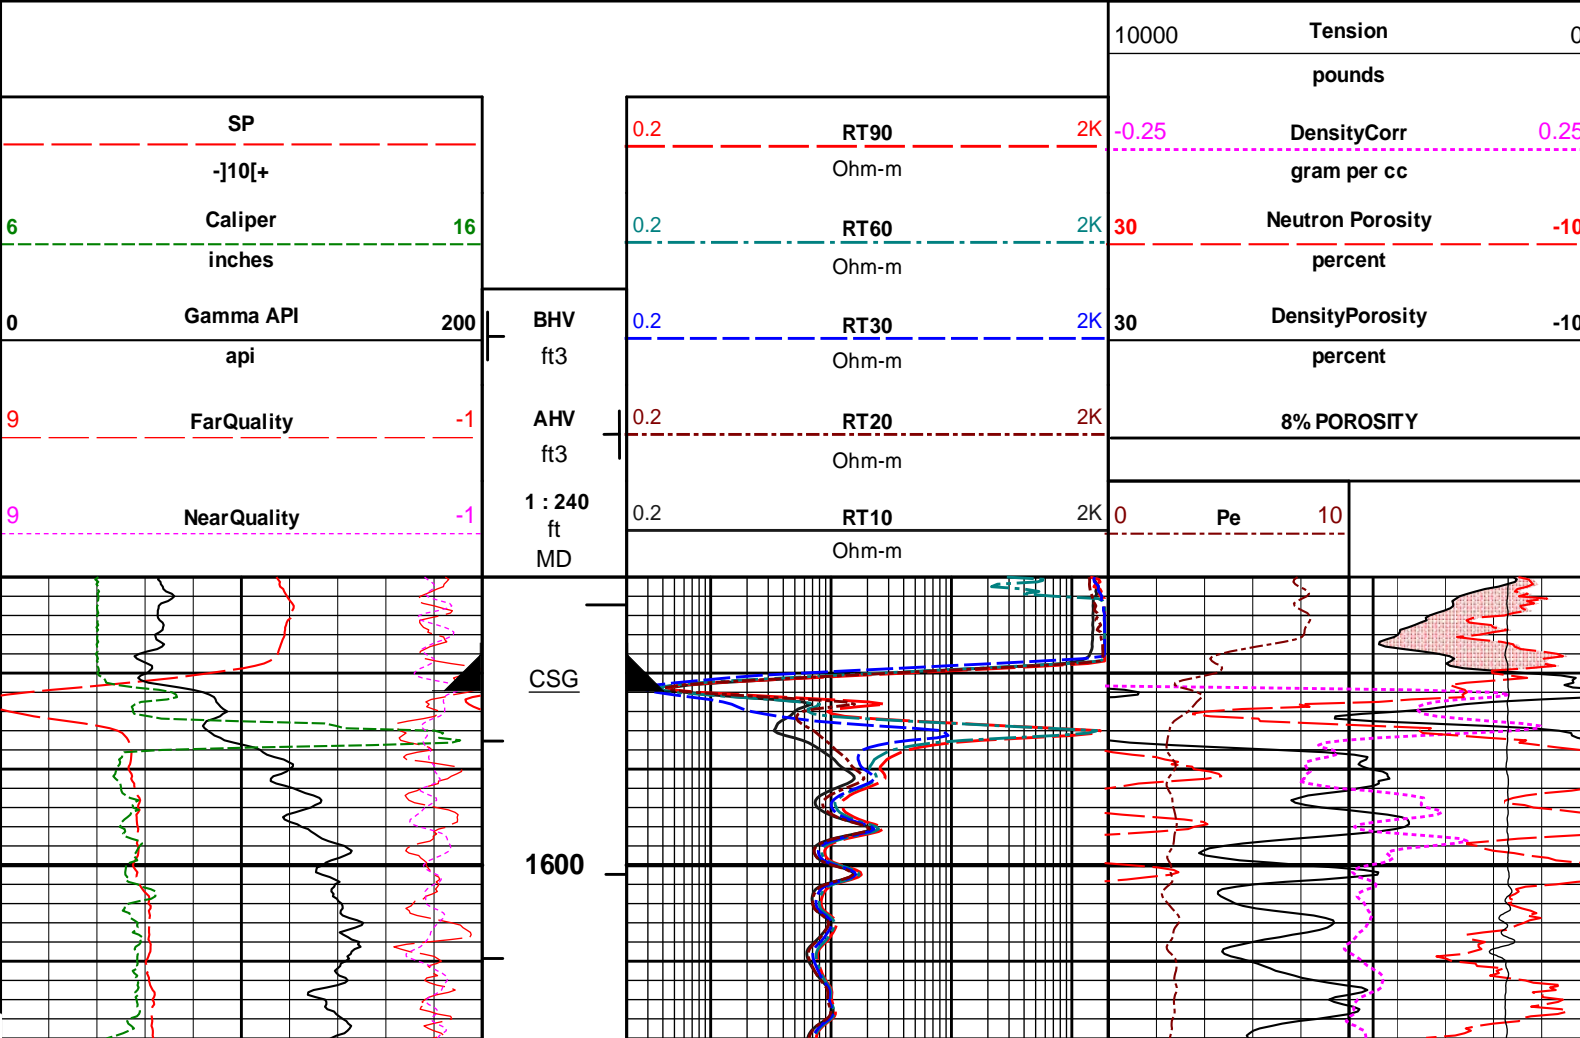 10000 Tension 0
pounds
SP
-]10[+
0.2 RT90 2K
Ohm-m
-0.25 DensityCorr 0.25
gram per cc
6 Caliper 16
inches
0.2 RT60 2K
Ohm-m
30 Neutron Porosity -10
percent
0 Gamma API 200
api
BHV
ft3
0.2 RT30 2K
Ohm-m
30 DensityPorosity -10
percent
9 FarQuality -1
AHV
ft3
0.2 RT20 2K
Ohm-m
8% POROSITY
9 NearQuality -1
1 : 240
ft
MD
0.2 RT10 2K
Ohm-m
0 Pe 10
CSG
1600